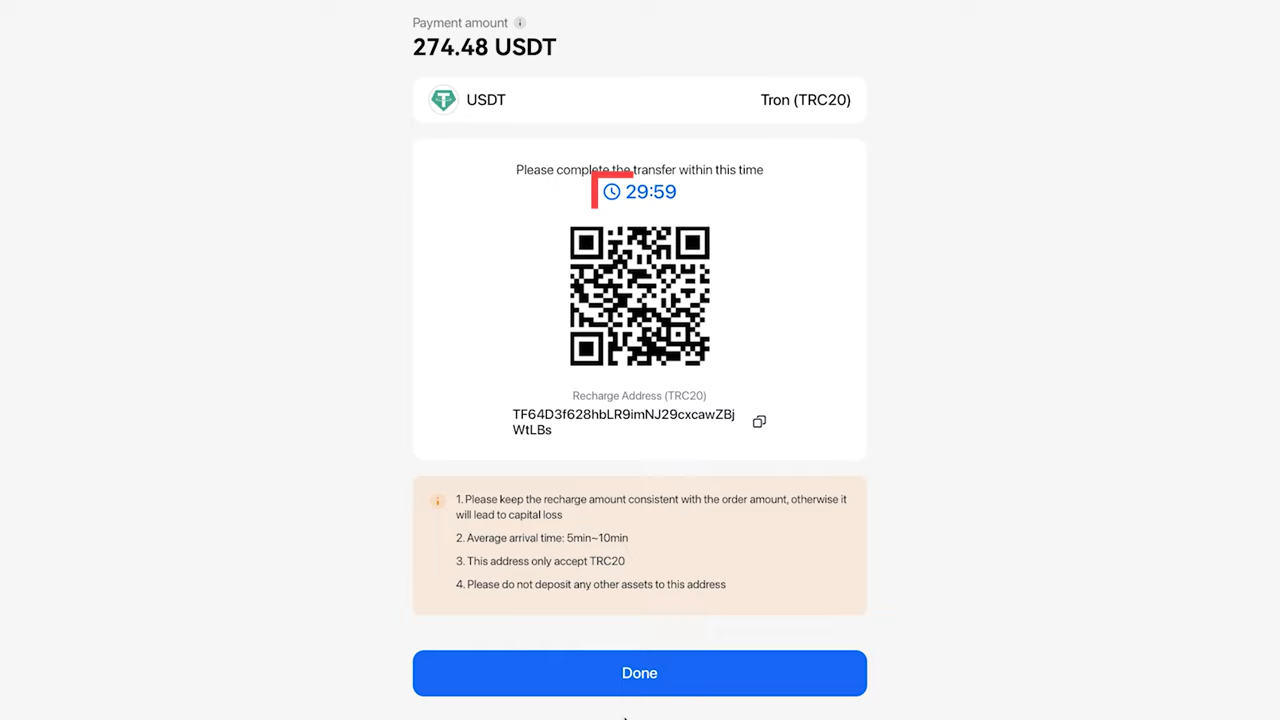 Payment amount
274.48 USDT
USDT
Tron (TRC20)
Please complete the transfer within this time
29:59
Recharge Address (TRC20)
TF64D3f628hbLR9imNJ29cxcawZBj
WtLBs
1. Please keep the recharge amount consistent with the order amount, otherwise it
will lead to capital loss
2. Average arrival time: 5min~10min
3. This address only accept TRC20
4. Please do not deposit any other assets to this address
Done